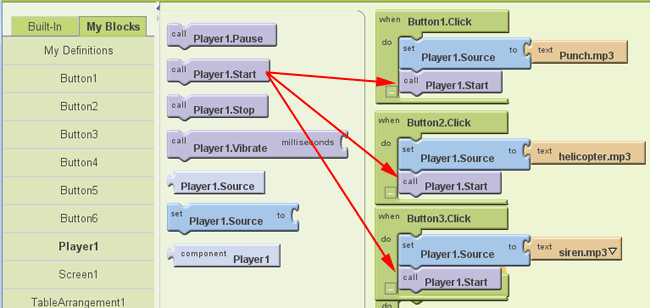 Built-In My Blocks
My Definitions
Button1
Button2
Button3
Button4
Button5
Button6
Player1
Screen1
TableArrangement1
call Player1.Pause
call Player1.Start
call Player1.Stop
call Player1.Vibrate milliseconds
Player1.Source
set Player1.Source to
component Player1
when Button1.Click
do set Player1.Source to text Punch.mp3
call Player1.Start
when Button2.Click
do set Player1.Source to text helicopter.mp3
call Player1.Start
when Button3.Click
do set Player1.Source to text siren.mp3
call Player1.Start
do